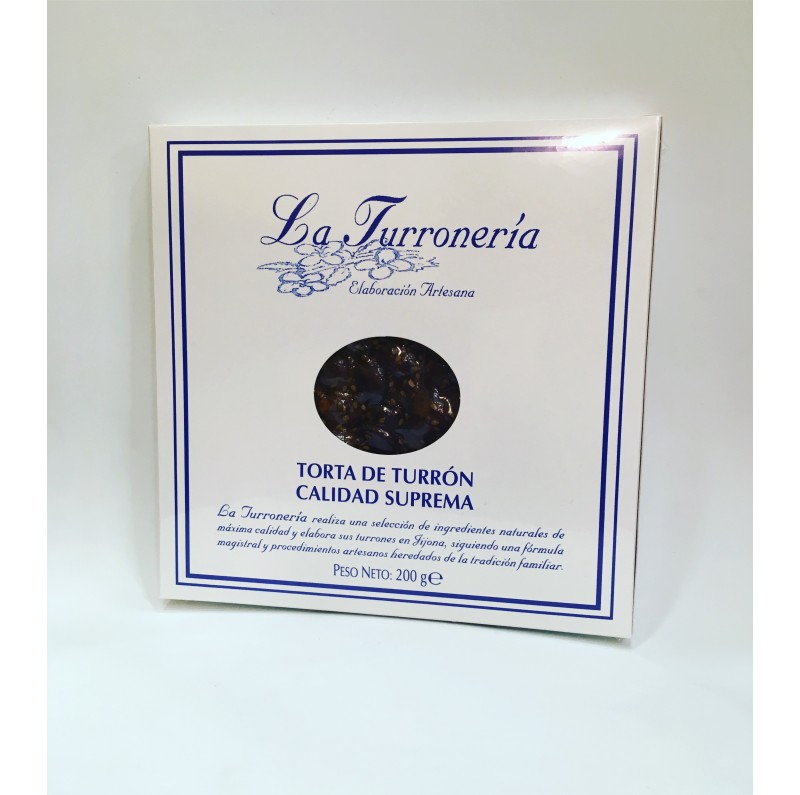 La Turronería
Elaboración Artesana
TORTA DE TURRÓN
CALIDAD SUPREMA
La Turronería realiza una selección de ingredientes naturales de
máxima calidad y elabora sus turrones en Jijona, siguiendo una fórmula
magistral y procedimientos artesanos heredados de la tradición familiar.
PESO NETO: 200 g℮